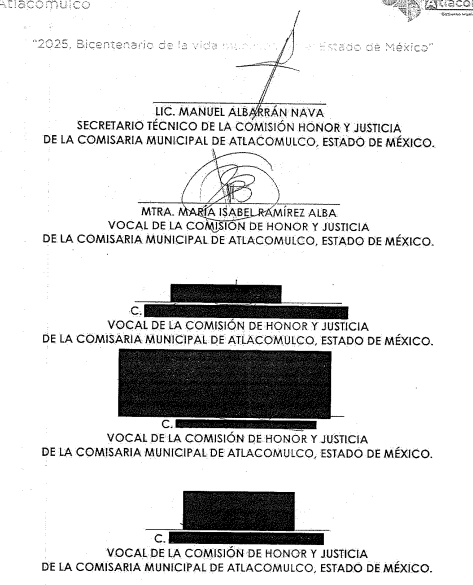 Atlacomulco
Atlacom
"2025, Bicentenario de la vida municipal en el Estado de México"
LIC. MANUEL ALBARRÁN NAVA
SECRETARIO TÉCNICO DE LA COMISIÓN HONOR Y JUSTICIA
DE LA COMISARIA MUNICIPAL DE ATLACOMULCO, ESTADO DE MÉXICO.
MTRA. MARÍA ISABEL RAMÍREZ ALBA
VOCAL DE LA COMISIÓN DE HONOR Y JUSTICIA
DE LA COMISARIA MUNICIPAL DE ATLACOMULCO, ESTADO DE MÉXICO.
C.
VOCAL DE LA COMISIÓN DE HONOR Y JUSTICIA
DE LA COMISARIA MUNICIPAL DE ATLACOMULCO, ESTADO DE MÉXICO.
C.
VOCAL DE LA COMISIÓN DE HONOR Y JUSTICIA
DE LA COMISARIA MUNICIPAL DE ATLACOMULCO, ESTADO DE MÉXICO.
C.
VOCAL DE LA COMISIÓN DE HONOR Y JUSTICIA
DE LA COMISARIA MUNICIPAL DE ATLACOMULCO, ESTADO DE MÉXICO.